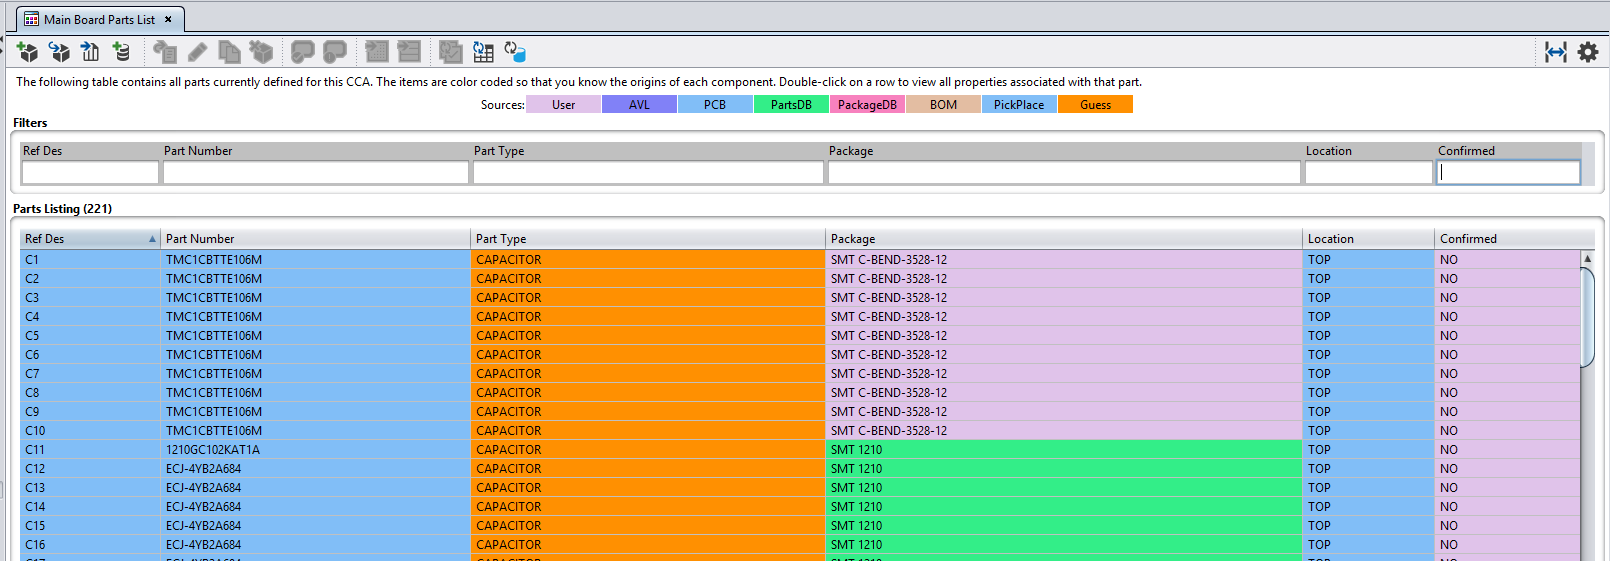 Main Board Parts List ×
The following table contains all parts currently defined for this CCA. The items are color coded so that you know the origins of each component. Double-click on a row to view all properties associated with that part.
Sources: User AVL PCB PartsDB PackageDB BOM PickPlace Guess
Filters
Ref Des Part Number Part Type Package Location Confirmed
Parts Listing (221)
Ref Des Part Number Part Type Package Location Confirmed
C1 TMC1CBTTE106M CAPACITOR SMT C-BEND-3528-12 TOP NO
C2 TMC1CBTTE106M CAPACITOR SMT C-BEND-3528-12 TOP NO
C3 TMC1CBTTE106M CAPACITOR SMT C-BEND-3528-12 TOP NO
C4 TMC1CBTTE106M CAPACITOR SMT C-BEND-3528-12 TOP NO
C5 TMC1CBTTE106M CAPACITOR SMT C-BEND-3528-12 TOP NO
C6 TMC1CBTTE106M CAPACITOR SMT C-BEND-3528-12 TOP NO
C7 TMC1CBTTE106M CAPACITOR SMT C-BEND-3528-12 TOP NO
C8 TMC1CBTTE106M CAPACITOR SMT C-BEND-3528-12 TOP NO
C9 TMC1CBTTE106M CAPACITOR SMT C-BEND-3528-12 TOP NO
C10 TMC1CBTTE106M CAPACITOR SMT C-BEND-3528-12 TOP NO
C11 1210GC102KAT1A CAPACITOR SMT 1210 TOP NO
C12 ECJ-4YB2A684 CAPACITOR SMT 1210 TOP NO
C13 ECJ-4YB2A684 CAPACITOR SMT 1210 TOP NO
C14 ECJ-4YB2A684 CAPACITOR SMT 1210 TOP NO
C15 ECJ-4YB2A684 CAPACITOR SMT 1210 TOP NO
C16 ECJ-4YB2A684 CAPACITOR SMT 1210 TOP NO